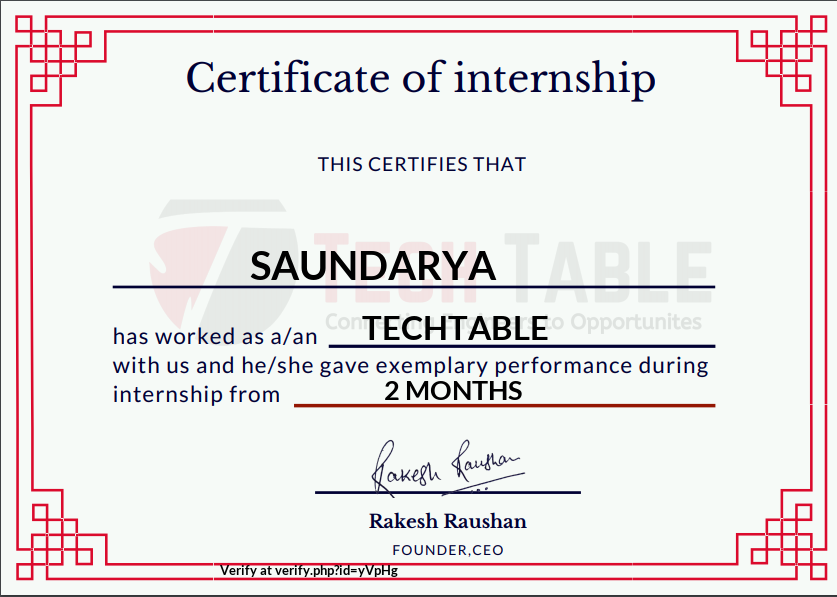 Certificate of internship
THIS CERTIFIES THAT
TECH TABLE
SAUNDARYA
Connecting Engineers to Opportunites
has worked as a/an TECHTABLE
with us and he/she gave exemplary performance during
internship from 2 MONTHS
Rakesh Raushan
Rakesh Raushan
FOUNDER,CEO
Verify at verify.php?id=yVpHg